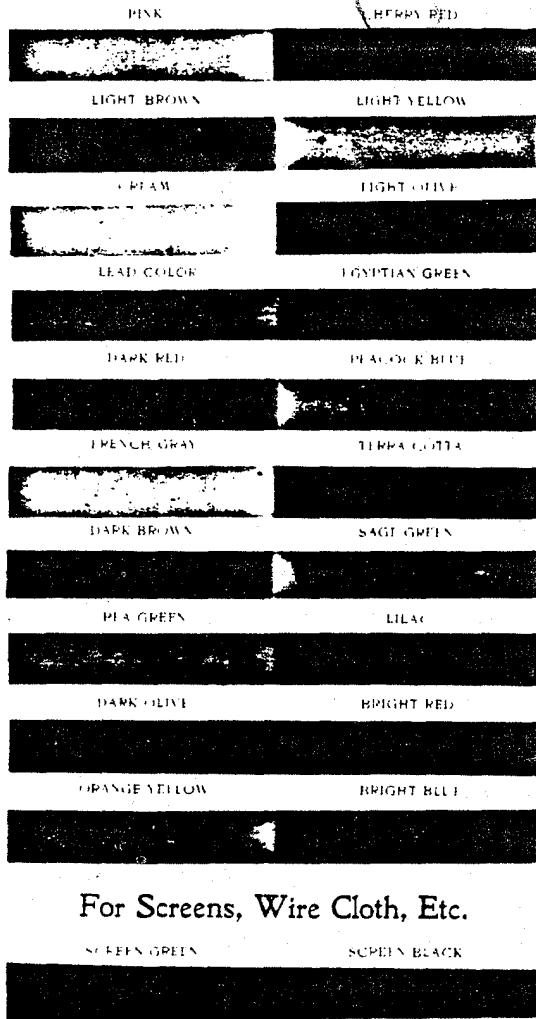 PINK CHERRY RED
LIGHT BROWN LIGHT YELLOW
CREAM LIGHT OLIVE
LEAD COLOR EGYPTIAN GREEN
DARK RED PEACOCK BLUE
FRENCH GRAY TERRA COTTA
DARK BROWN SAGE GREEN
PEA GREEN LILAC
DARK OLIVE BRIGHT RED
ORANGE YELLOW BRIGHT BLUE
For Screens, Wire Cloth, Etc.
SCREEN GREEN SCREEN BLACK